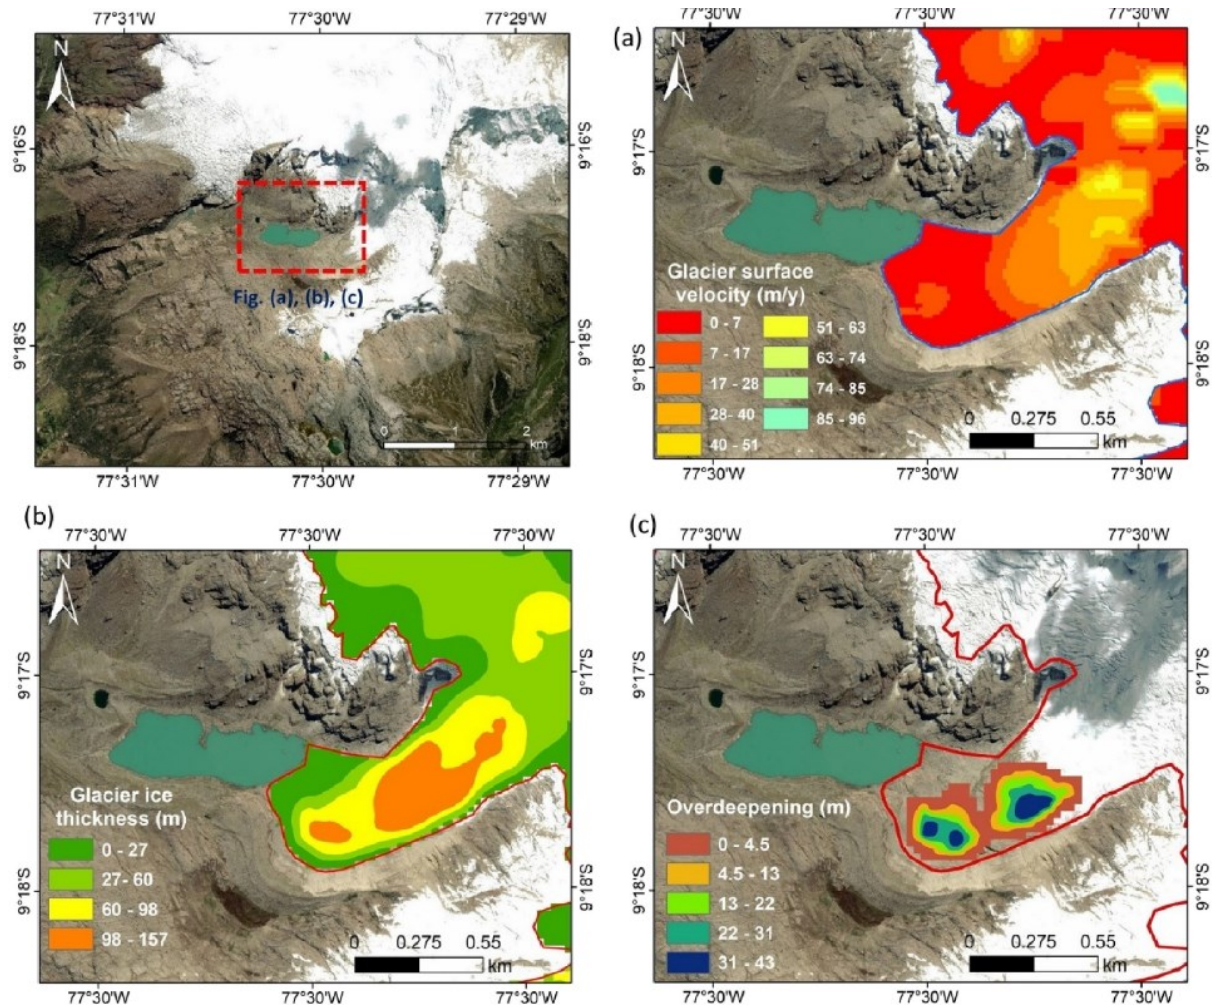 77°31'W 77°30'W 77°29'W
N
9°16'S
9°16'S
Fig. (a), (b), (c)
9°18'S
9°18'S
0 1 2
km
77°31'W 77°30'W 77°29'W
(a)
77°30'W 77°30'W 77°30'W
N
9°17'S
9°17'S
Glacier surface
velocity (m/y)
0 - 7
7 - 17
17 - 28
28- 40
40 - 51
51 - 63
63 - 74
74 - 85
85 - 96
9°18'S
9°18'S
0 0.275 0.55
km
77°30'W 77°30'W 77°30'W
(b)
77°30'W 77°30'W 77°30'W
N
9°17'S
9°17'S
Glacier ice
thickness (m)
0 - 27
27- 60
60 - 98
98 - 157
9°18'S
9°18'S
0 0.275 0.55
km
77°30'W 77°30'W 77°30'W
(c)
77°30'W 77°30'W 77°30'W
N
9°17'S
9°17'S
Overdeepening (m)
0 - 4.5
4.5 - 13
13 - 22
22 - 31
31 - 43
9°18'S
9°18'S
0 0.275 0.55
km
77°30'W 77°30'W 77°30'W